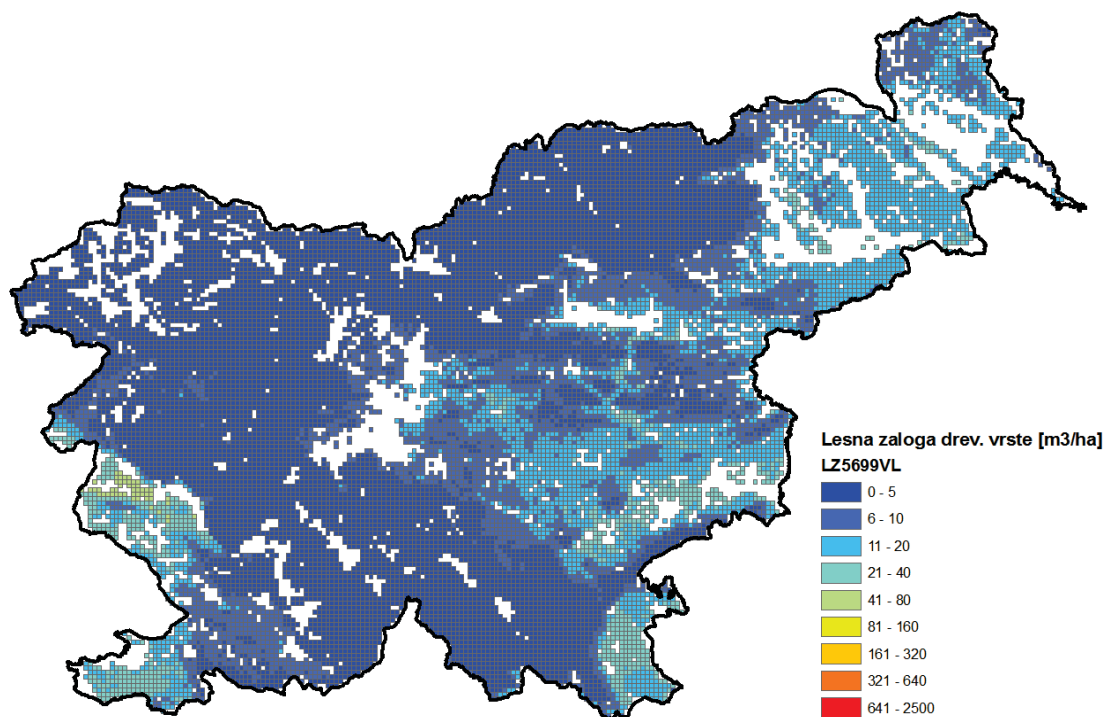 Lesna zaloga drev. vrste [m3/ha]
LZ5699VL
0 - 5
6 - 10
11 - 20
21 - 40
41 - 80
81 - 160
161 - 320
321 - 640
641 - 2500